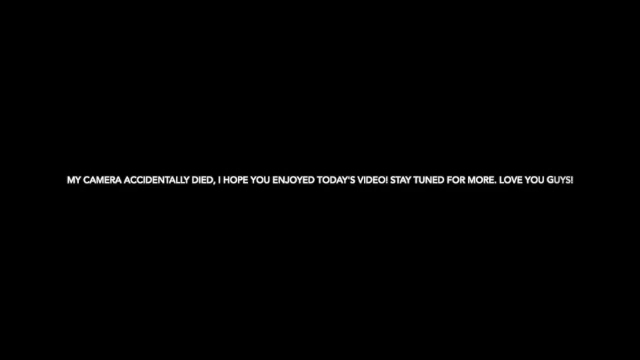 MY CAMERA ACCIDENTALLY DIED, I HOPE YOU ENJOYED TODAY'S VIDEO! STAY TUNED FOR MORE. LOVE YOU GUYS!